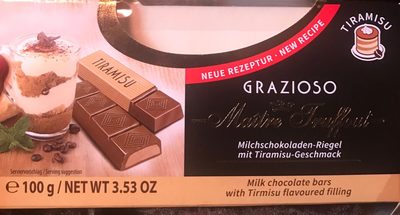 TIRAMISU
NEUE REZEPTUR · NEW RECIPE
GRAZIOSO
Maître Truffout
TIRAMISU
Milchschokoladen-Riegel
mit Tiramisu-Geschmack
Serviervorschlag / Serving suggestion
℮ 100 g / NET WT 3.53 OZ
Milk chocolate bars
with Tirmisu flavoured filling